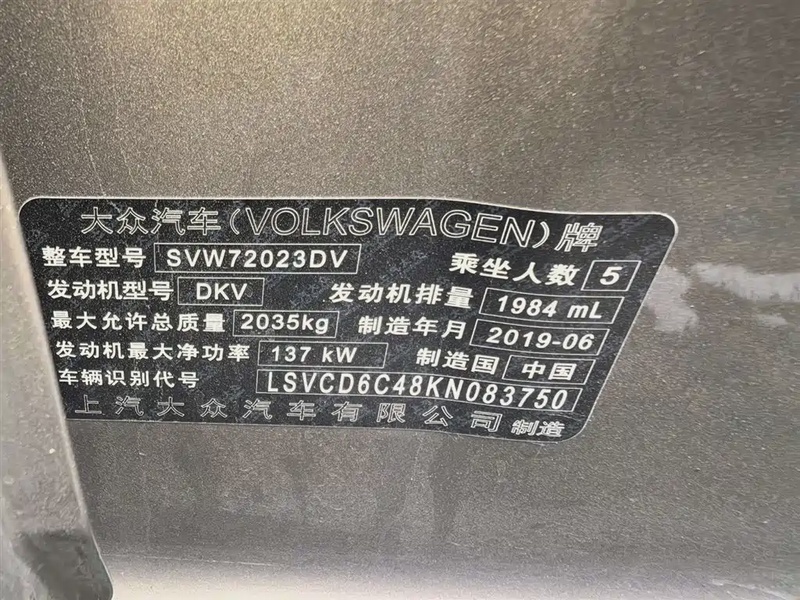 大众汽车(VOLKSWAGEN)牌
整车型号 SVW72023DV 乘坐人数 5
发动机型号 DKV 发动机排量 1984 mL
最大允许总质量 2035kg 制造年月 2019-06
发动机最大净功率 137 kW 制造国 中国
车辆识别代号 LSVCD6C48KN083750
上汽大众汽车有限公司 制造